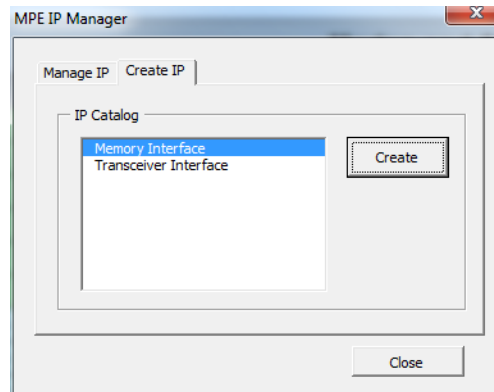 MPE IP Manager
Manage IP
Create IP
IP Catalog
Memory Interface
Transceiver Interface
Create
Close